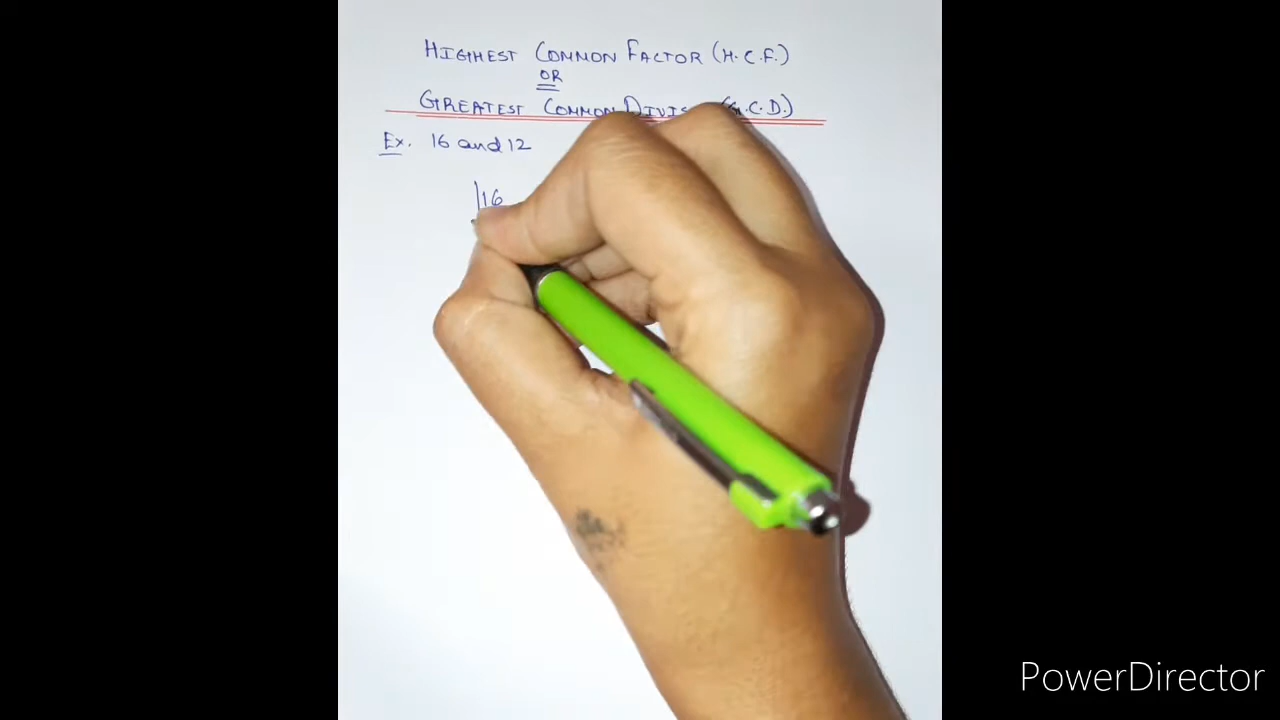 HIGHEST COMMON FACTOR (H.C.F.)
OR
GREATEST COMMON (G.C.D.)
Ex. 16 and 12
16
PowerDirector